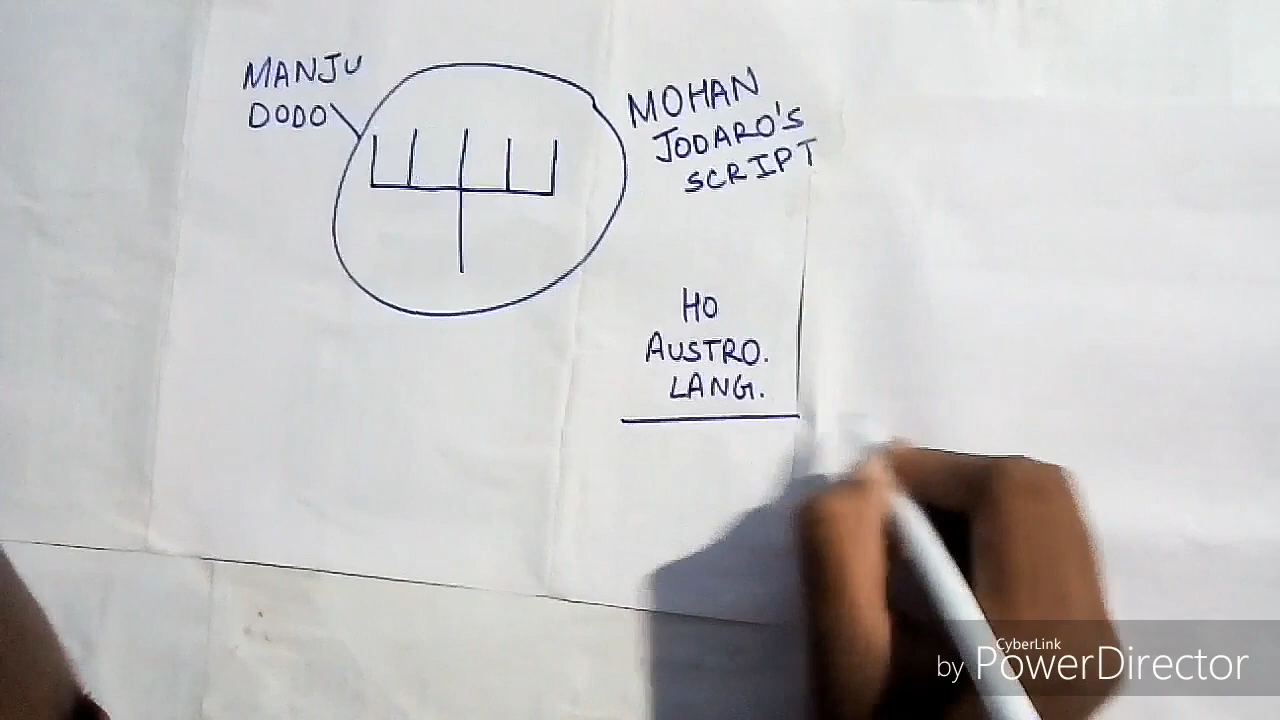 MANJU
DODO
MOHAN
JODARO'S
SCRIPT
HO
AUSTRO.
LANG.
CyberLink
by PowerDirector